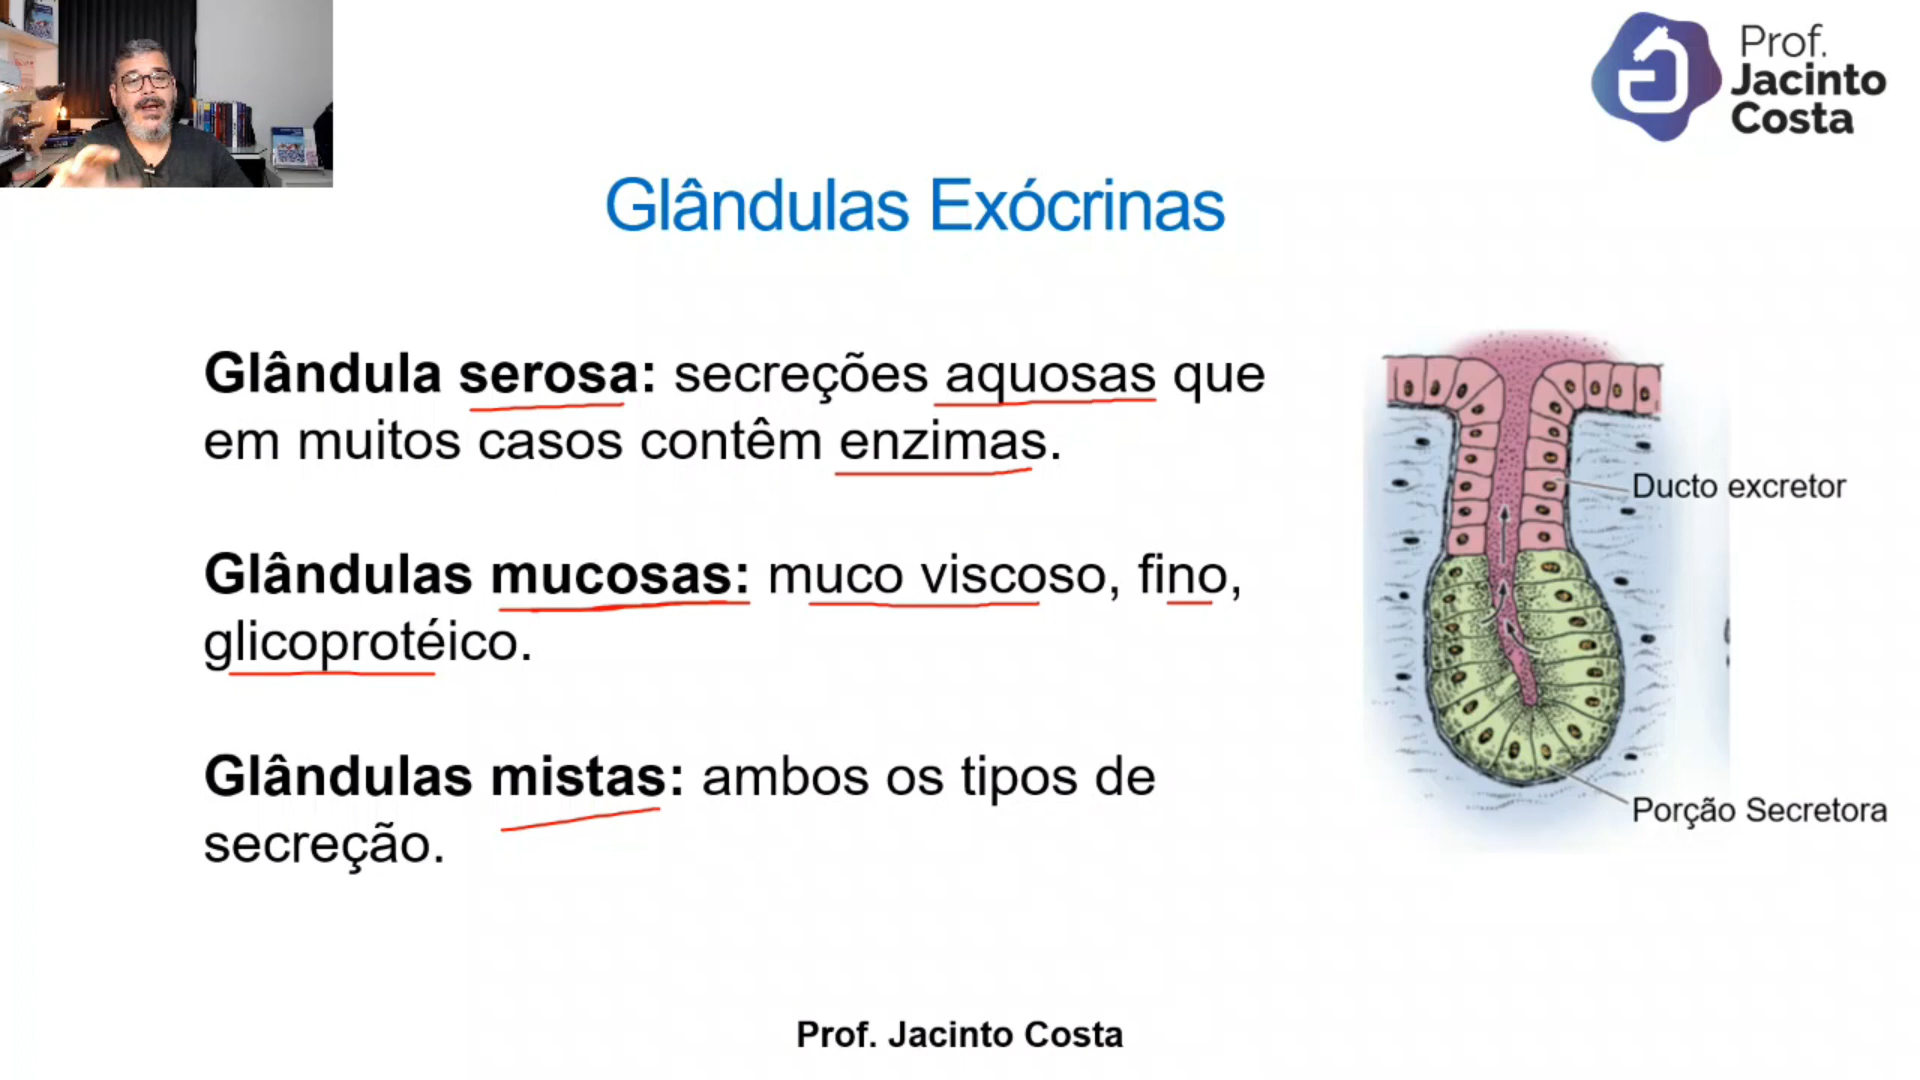 Prof.
Jacinto
Costa
Glândulas Exócrinas
Glândula serosa: secreções aquosas que
em muitos casos contêm enzimas.
Glândulas mucosas: muco viscoso, fino,
glicoprotéico.
Glândulas mistas: ambos os tipos de
secreção.
Ducto excretor
Porção Secretora
Prof. Jacinto Costa